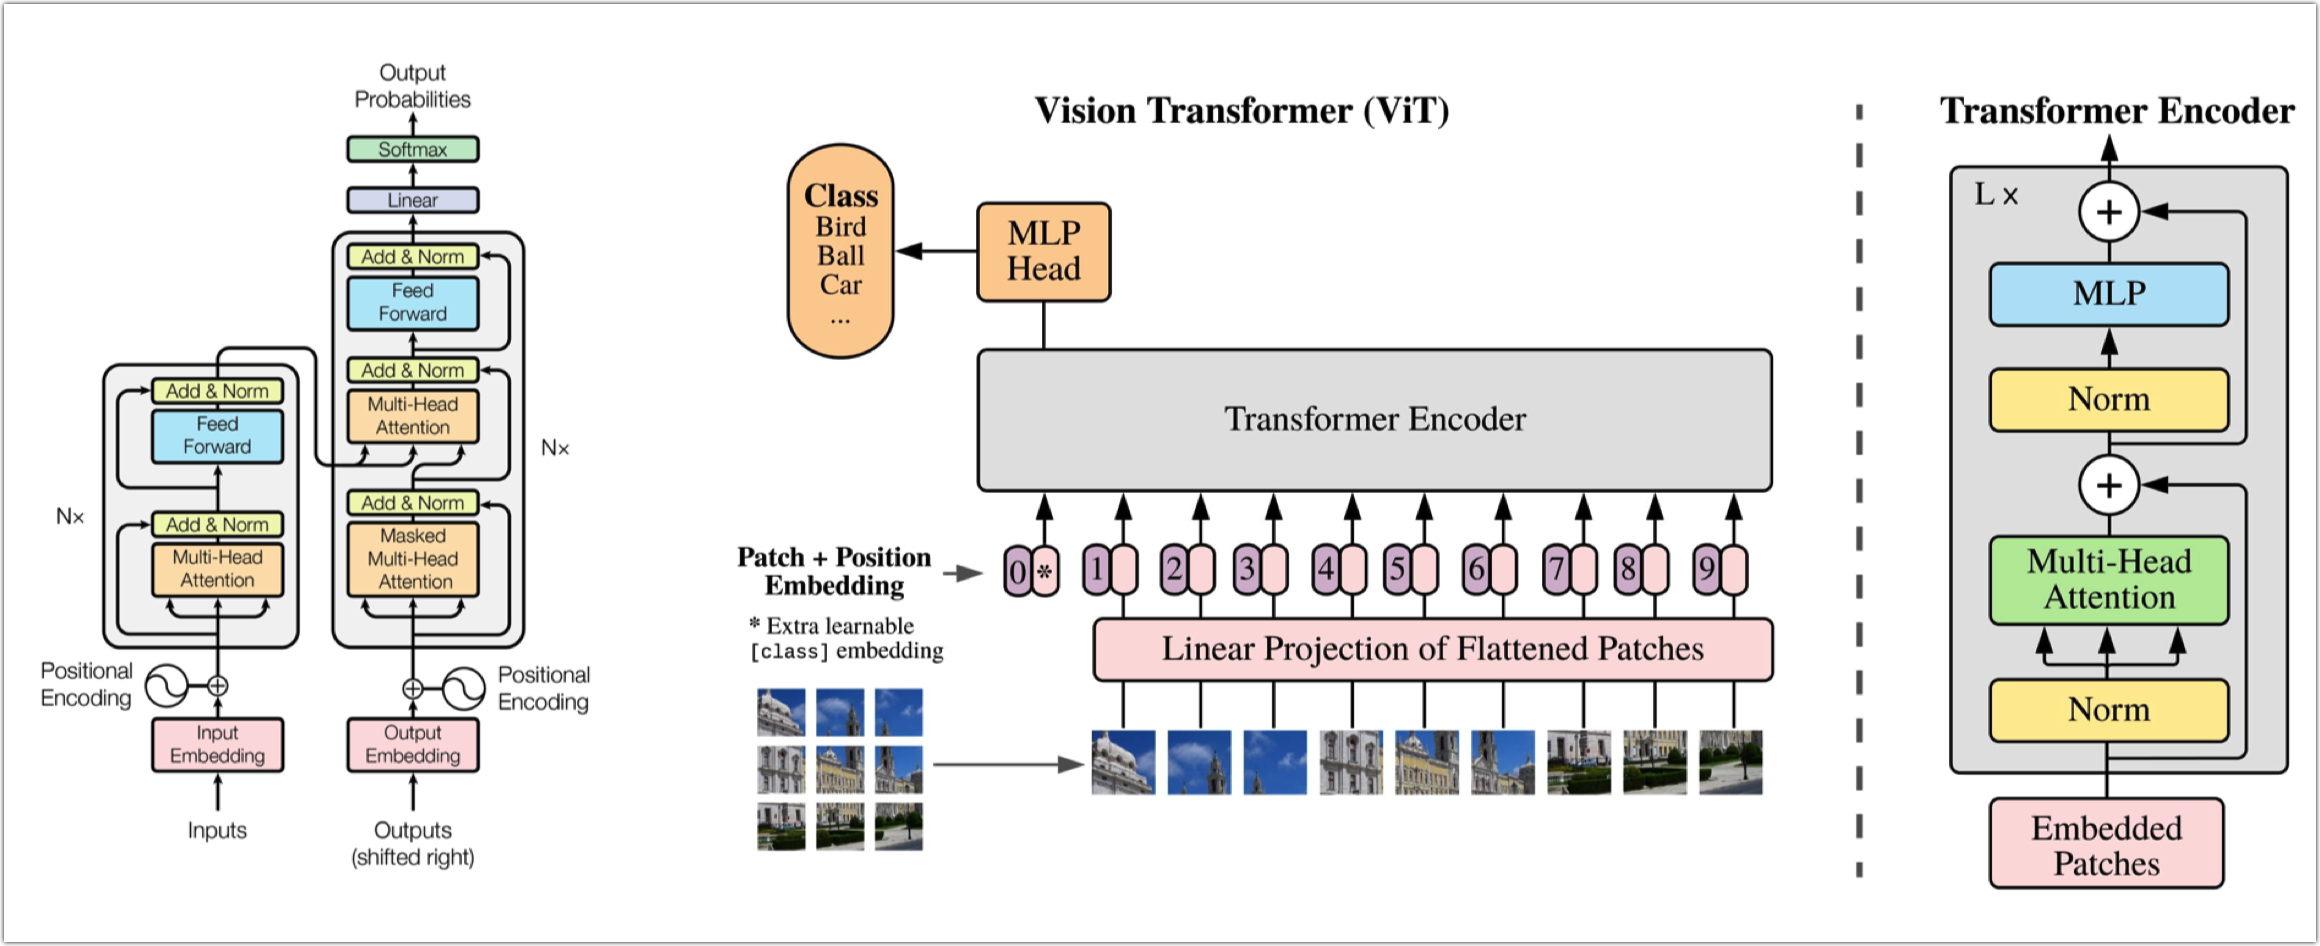 Output
Probabilities
Softmax
Linear
Add & Norm
Feed
Forward
Add & Norm
Multi-Head
Attention
Nx
Add & Norm
Masked
Multi-Head
Attention
Add & Norm
Feed
Forward
Nx
Add & Norm
Multi-Head
Attention
Positional
Encoding
Positional
Encoding
Input
Embedding
Output
Embedding
Inputs
Outputs
(shifted right)
Vision Transformer (ViT)
Class
Bird
Ball
Car
...
MLP
Head
Transformer Encoder
Patch + Position
Embedding
0 * 1 2 3 4 5 6 7 8 9
* Extra learnable
[class] embedding
Linear Projection of Flattened Patches
Transformer Encoder
L x
+
MLP
Norm
+
Multi-Head
Attention
Norm
Embedded
Patches